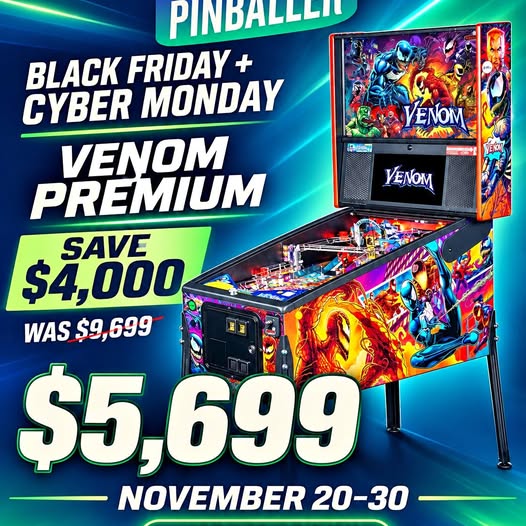 PINBALLER
BLACK FRIDAY +
CYBER MONDAY
VENOM
PREMIUM
SAVE
$4,000
WAS $9,699
$5,699
NOVEMBER 20-30
VENOM
VENOM